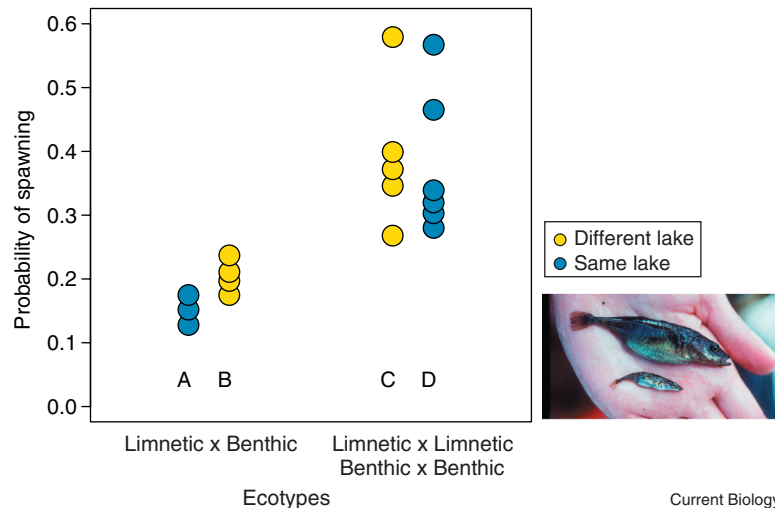 Probability of spawning
0.6
0.5
0.4
0.3
0.2
0.1
0.0
A B C D
Limnetic x Benthic
Limnetic x Limnetic
Benthic x Benthic
Ecotypes
Different lake
Same lake
Current Biology